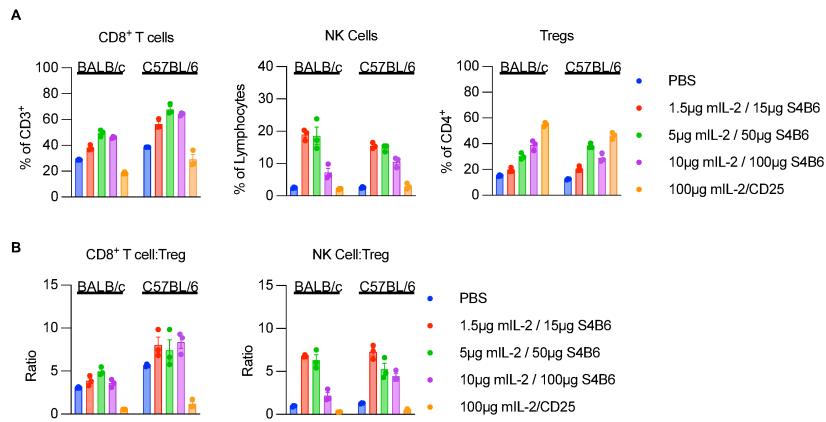 A
CD8⁺ T cells
BALB/c C57BL/6
% of CD3⁺
100
80
60
40
20
0
NK Cells
BALB/c C57BL/6
% of Lymphocytes
40
30
20
10
0
Tregs
BALB/c C57BL/6
% of CD4⁺
100
80
60
40
20
0
PBS
1.5µg mIL-2 / 15µg S4B6
5µg mIL-2 / 50µg S4B6
10µg mIL-2 / 100µg S4B6
100µg mIL-2/CD25
B
CD8⁺ T cell:Treg
BALB/c C57BL/6
Ratio
15
10
5
0
NK Cell:Treg
BALB/c C57BL/6
Ratio
15
10
5
0
PBS
1.5µg mIL-2 / 15µg S4B6
5µg mIL-2 / 50µg S4B6
10µg mIL-2 / 100µg S4B6
100µg mIL-2/CD25